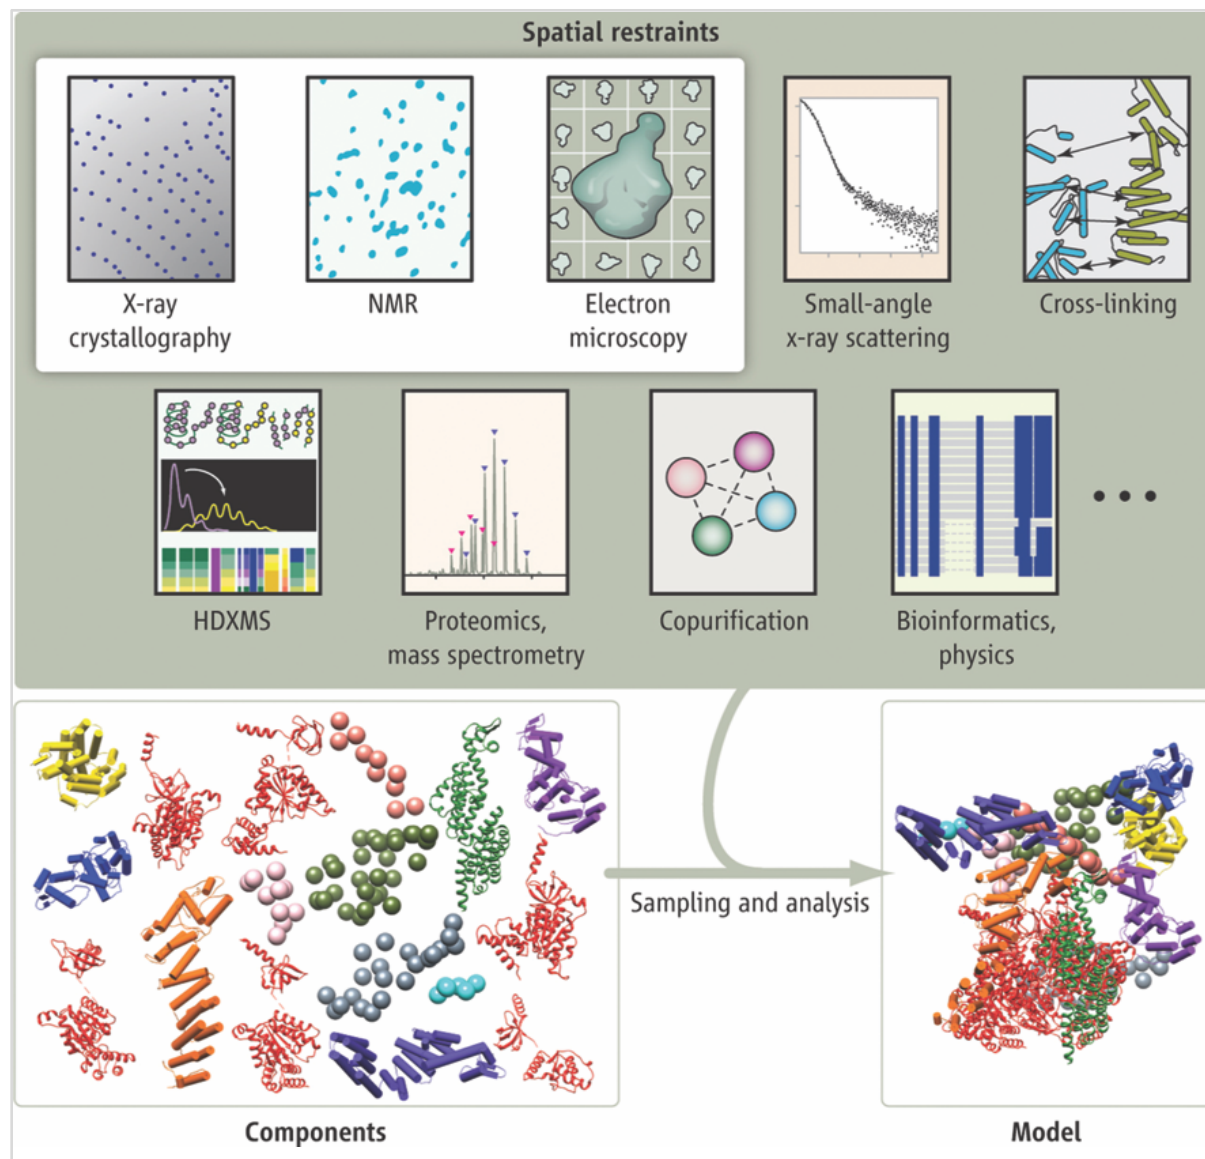 Spatial restraints
X-ray
crystallography
NMR
Electron
microscopy
Small-angle
x-ray scattering
Cross-linking
HDXMS
Proteomics,
mass spectrometry
Copurification
Bioinformatics,
physics
...
Sampling and analysis
Components
Model